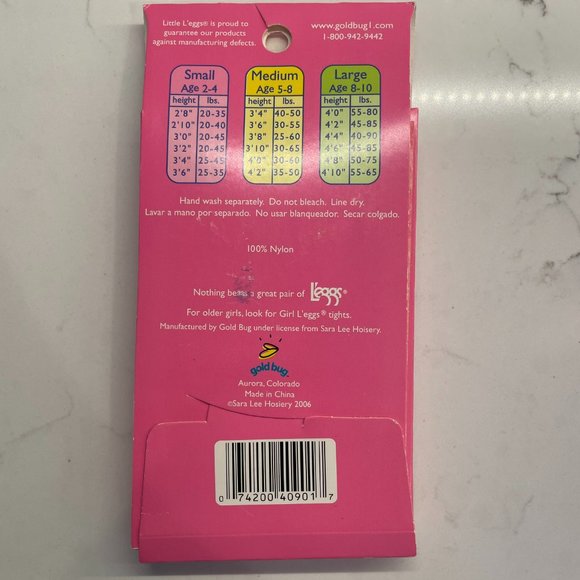 Little L'eggs® is proud to
guarantee our products
against manufacturing defects.
www.goldbug1.com
1-800-942-9442
Small
Age 2-4
height lbs.
2'8" 20-35
2'10" 20-40
3'0" 20-45
3'2" 20-45
3'4" 25-45
3'6" 25-35
Medium
Age 5-8
height lbs.
3'4" 40-50
3'6" 30-55
3'8" 25-60
3'10" 30-65
4'0" 30-60
4'2" 35-50
Large
Age 8-10
height lbs.
4'0" 55-80
4'2" 45-85
4'4" 40-90
4'6" 45-85
4'8" 50-75
4'10" 55-65
Hand wash separately. Do not bleach. Line dry.
Lavar a mano por separado. No usar blanqueador. Secar colgado.
100% Nylon
Nothing beats a great pair of L'eggs®
For older girls, look for Girl L'eggs® tights.
Manufactured by Gold Bug under license from Sara Lee Hosiery.
gold bug
Aurora, Colorado
Made in China
©Sara Lee Hosiery 2006
0 74200 40901 7